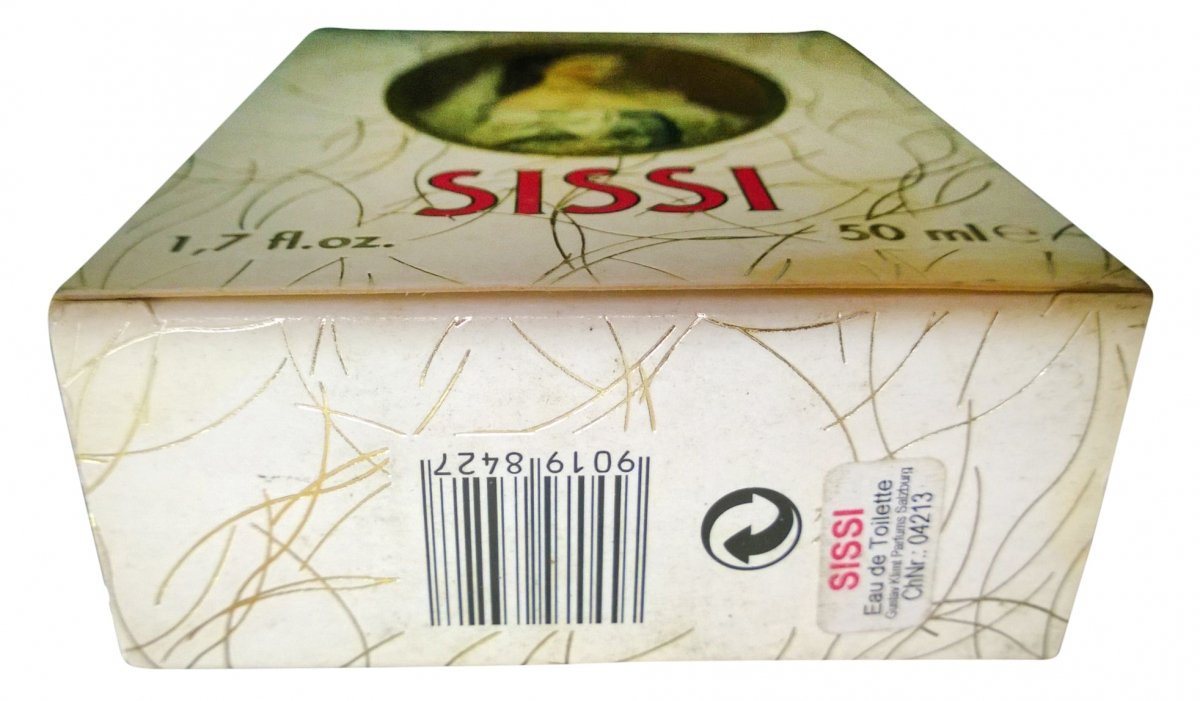 SISSI
1,7 fl.oz.
50 ml e
9019 8427
SISSI
Eau de Toilette
Gustav Klimt Parfums Salzburg
ChNr.: 04213